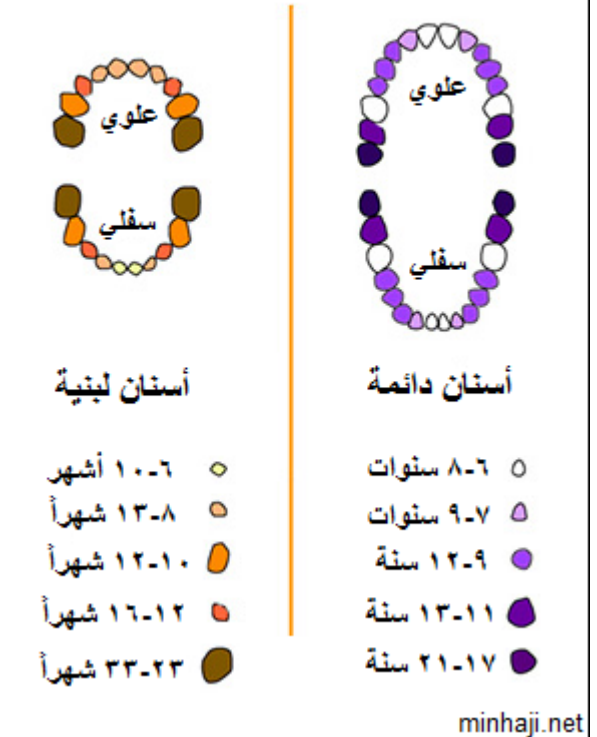 علوي
سفلي
أسنان دائمة
٦-٨ سنوات
٧-٩ سنوات
٩-١٢ سنة
١١-١٣ سنة
١٧-٢١ سنة
علوي
سفلي
أسنان لبنية
٦-١٠ أشهر
٨-١٣ شهراً
١٠-١٢ شهراً
١٢-١٦ شهراً
٢٣-٣٣ شهراً
minhaji.net